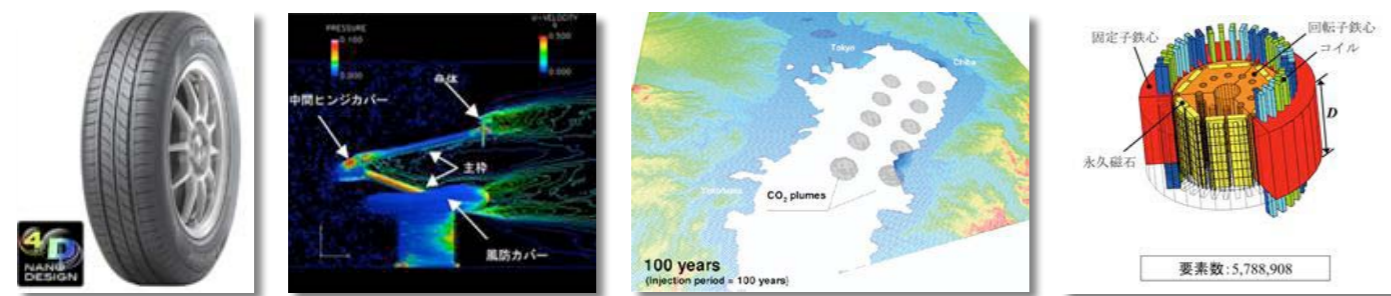 4D
NANO
DESIGN
PRESSURE
0.100
0.000
U-VELOCITY
0.500
0.000
舟体
中間ヒンジカバー
主枠
風防カバー
Tokyo
Chiba
Yokohama
CO₂ plumes
100 years
(Injection period = 100 years)
固定子鉄心
回転子鉄心
コイル
D
永久磁石
要素数:5,788,908